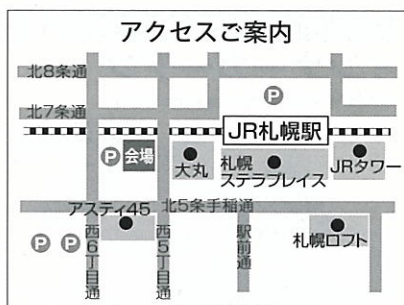 アクセスご案内
北8条通
P
北7条通
JR札幌駅
P
会場
大丸
札幌
ステラプレイス
JRタワー
アスティ45
北5条手稲通
P P
西6丁目通
西5丁目通
駅前通
札幌ロフト